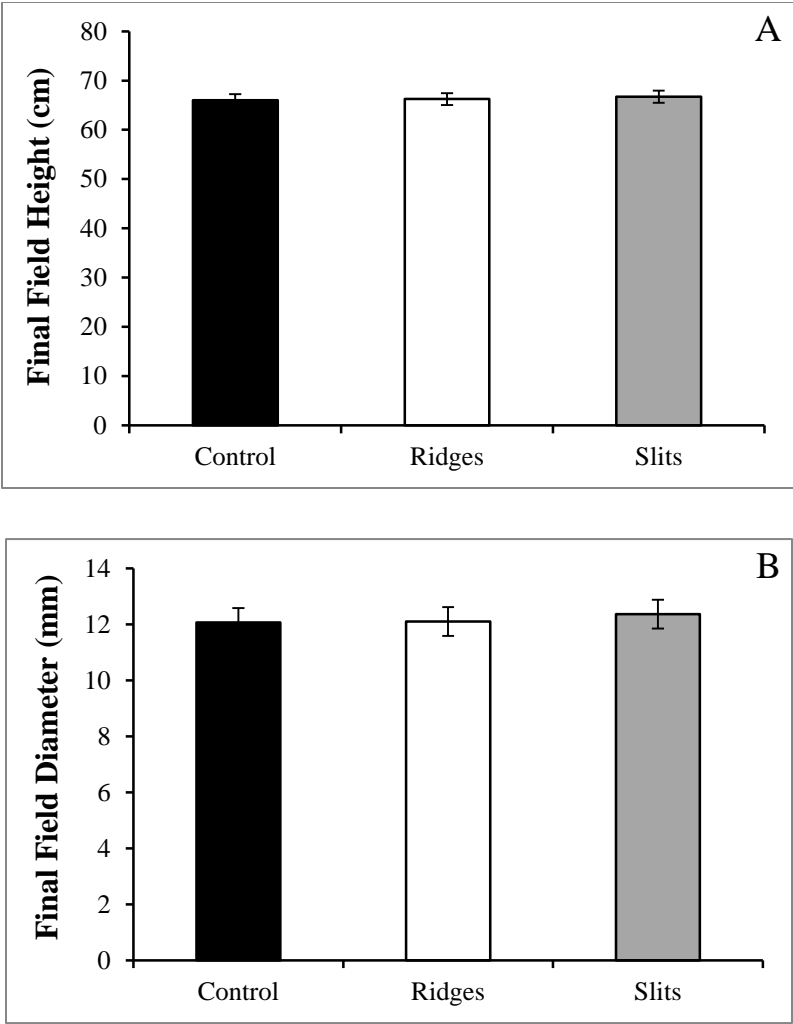 A
Final Field Height (cm)
80
70
60
50
40
30
20
10
0
Control Ridges Slits
B
Final Field Diameter (mm)
14
12
10
8
6
4
2
0
Control Ridges Slits